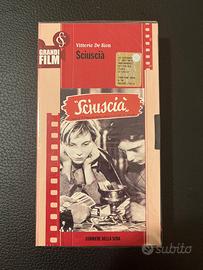 GRANDI
FILM
Vittorio De Sica
Sciuscià
Sciuscià
CORRIERE DELLA SERA
subito